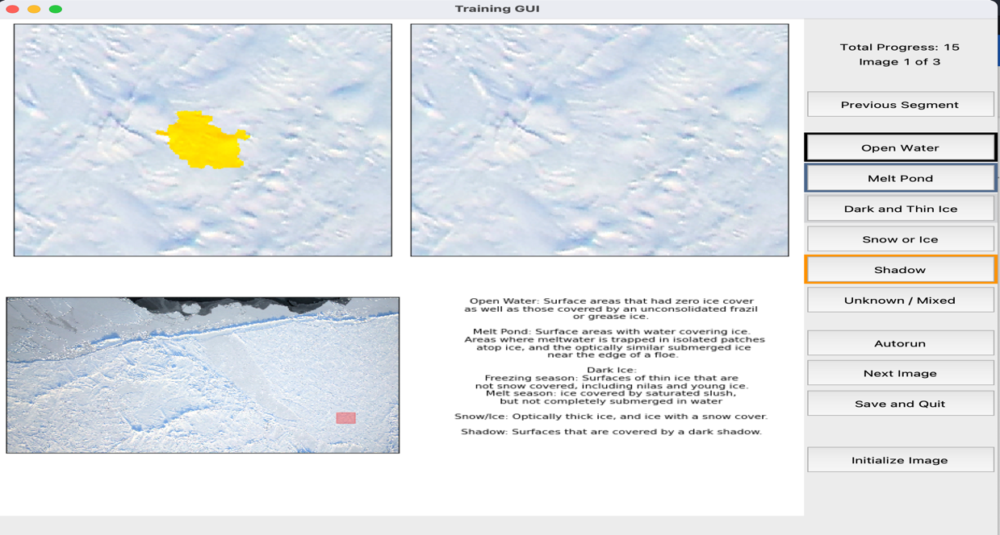 Training GUI
Total Progress: 15
Image 1 of 3
Previous Segment
Open Water
Melt Pond
Dark and Thin Ice
Snow or Ice
Shadow
Unknown / Mixed
Autorun
Next Image
Save and Quit
Initialize Image
Open Water: Surface areas that had zero ice cover
as well as those covered by an unconsolidated frazil
or grease ice.
Melt Pond: Surface areas with water covering ice.
Areas where meltwater is trapped in isolated patches
atop ice, and the optically similar submerged ice
near the edge of a floe.
Dark Ice:
Freezing season: Surfaces of thin ice that are
not snow covered, including nilas and young ice.
Melt season: ice covered by saturated slush,
but not completely submerged in water
Snow/Ice: Optically thick ice, and ice with a snow cover.
Shadow: Surfaces that are covered by a dark shadow.